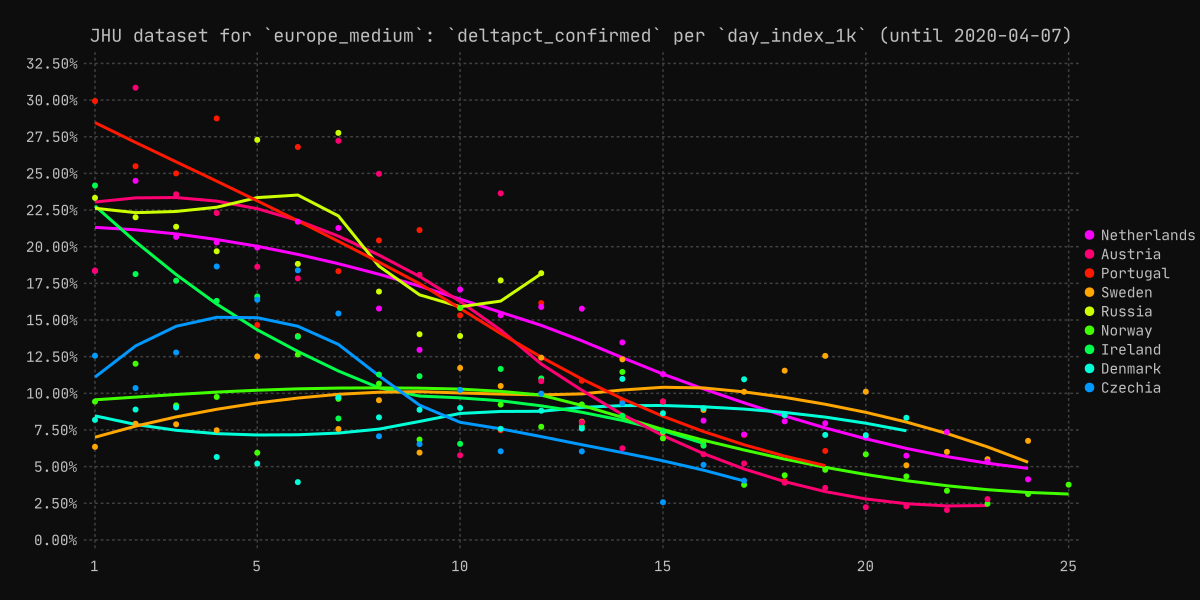 JHU dataset for `europe_medium`: `deltapct_confirmed` per `day_index_1k` (until 2020-04-07)
32.50%
30.00%
27.50%
25.00%
22.50%
20.00%
17.50%
15.00%
12.50%
10.00%
7.50%
5.00%
2.50%
0.00%
1 5 10 15 20 25
Netherlands
Austria
Portugal
Sweden
Russia
Norway
Ireland
Denmark
Czechia